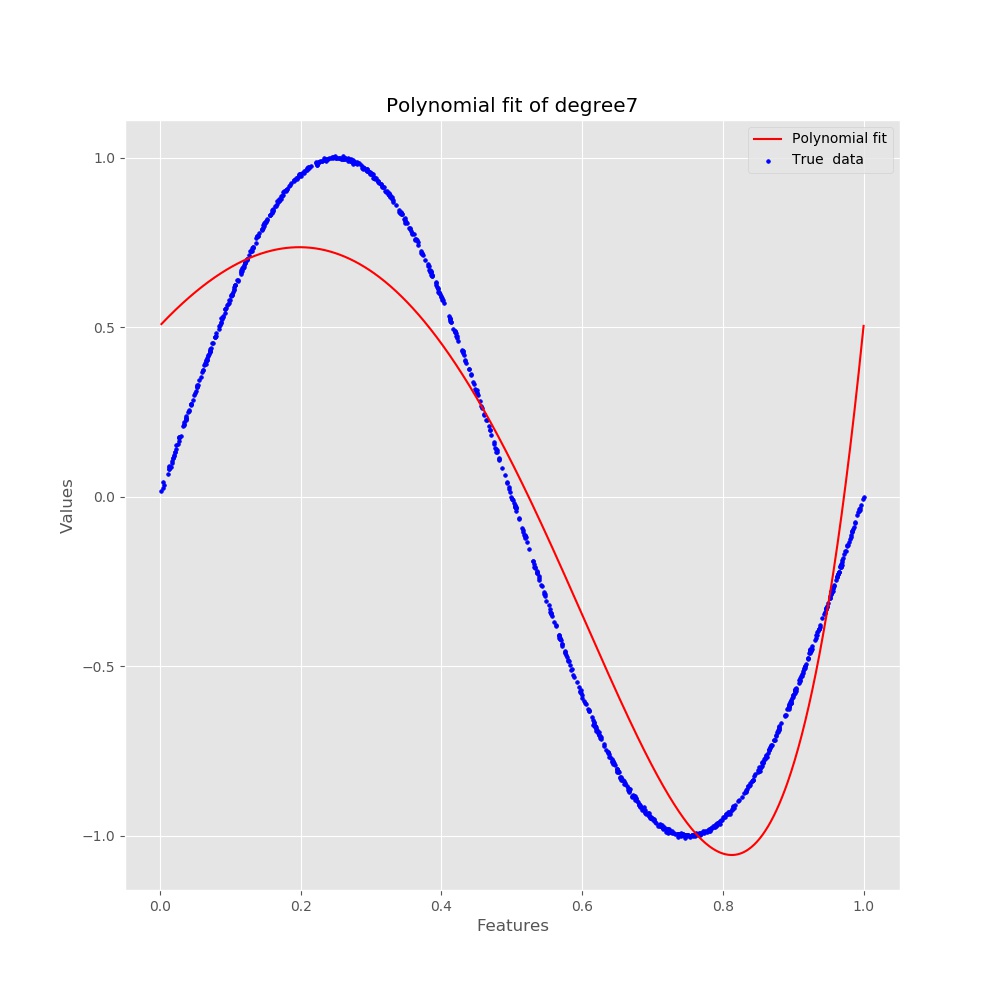 Polynomial fit of degree7
Polynomial fit
True  data
1.0
0.5
0.0
−0.5
−1.0
Values
0.0 0.2 0.4 0.6 0.8 1.0
Features